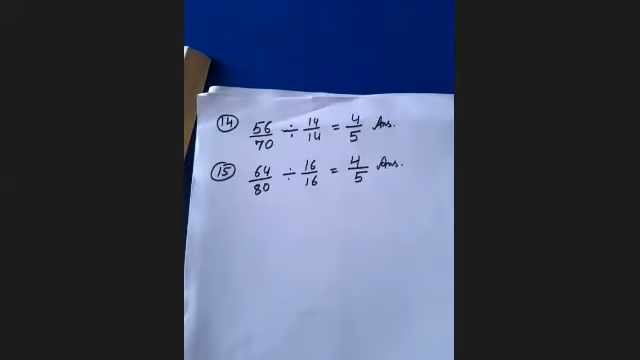 ⑭ 56/70 ÷ 14/14 = 4/5 Ans.
⑮ 64/80 ÷ 16/16 = 4/5 Ans.